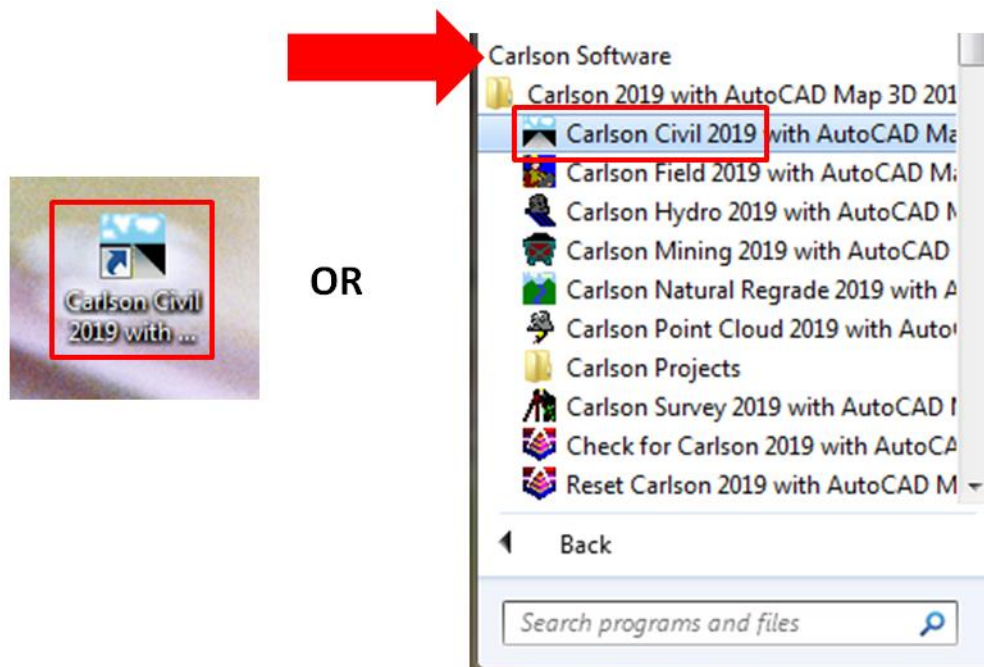 Carlson Civil
2019 with ...
OR
Carlson Software
Carlson 2019 with AutoCAD Map 3D 201
Carlson Civil 2019 with AutoCAD Ma
Carlson Field 2019 with AutoCAD Ma
Carlson Hydro 2019 with AutoCAD M
Carlson Mining 2019 with AutoCAD
Carlson Natural Regrade 2019 with A
Carlson Point Cloud 2019 with Auto
Carlson Projects
Carlson Survey 2019 with AutoCAD
Check for Carlson 2019 with AutoCA
Reset Carlson 2019 with AutoCAD M
Back
Search programs and files